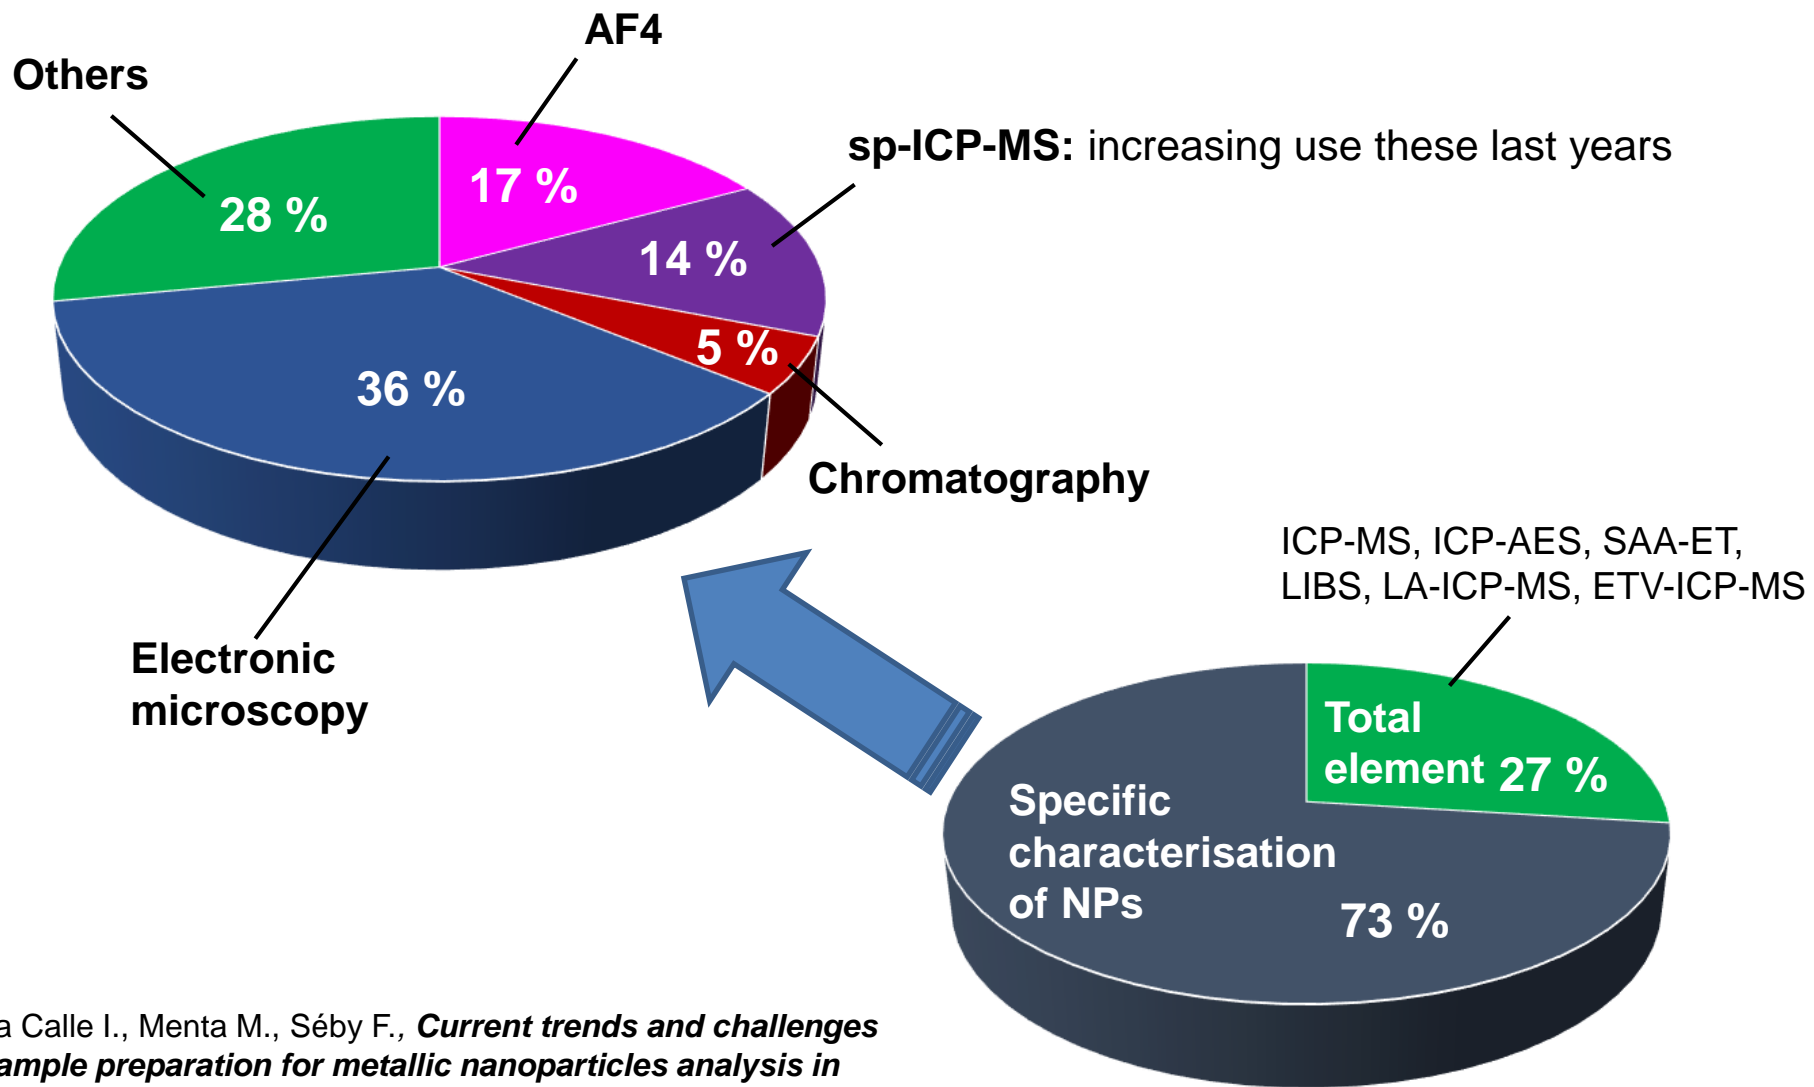 AF4
Others
sp-ICP-MS: increasing use these last years
17 %
28 %
14 %
5 %
36 %
Chromatography
Electronic
microscopy
ICP-MS, ICP-AES, SAA-ET,
LIBS, LA-ICP-MS, ETV-ICP-MS
Total
element 27 %
Specific
characterisation
of NPs
73 %
a Calle I., Menta M., Séby F., Current trends and challenges
ample preparation for metallic nanoparticles analysis in